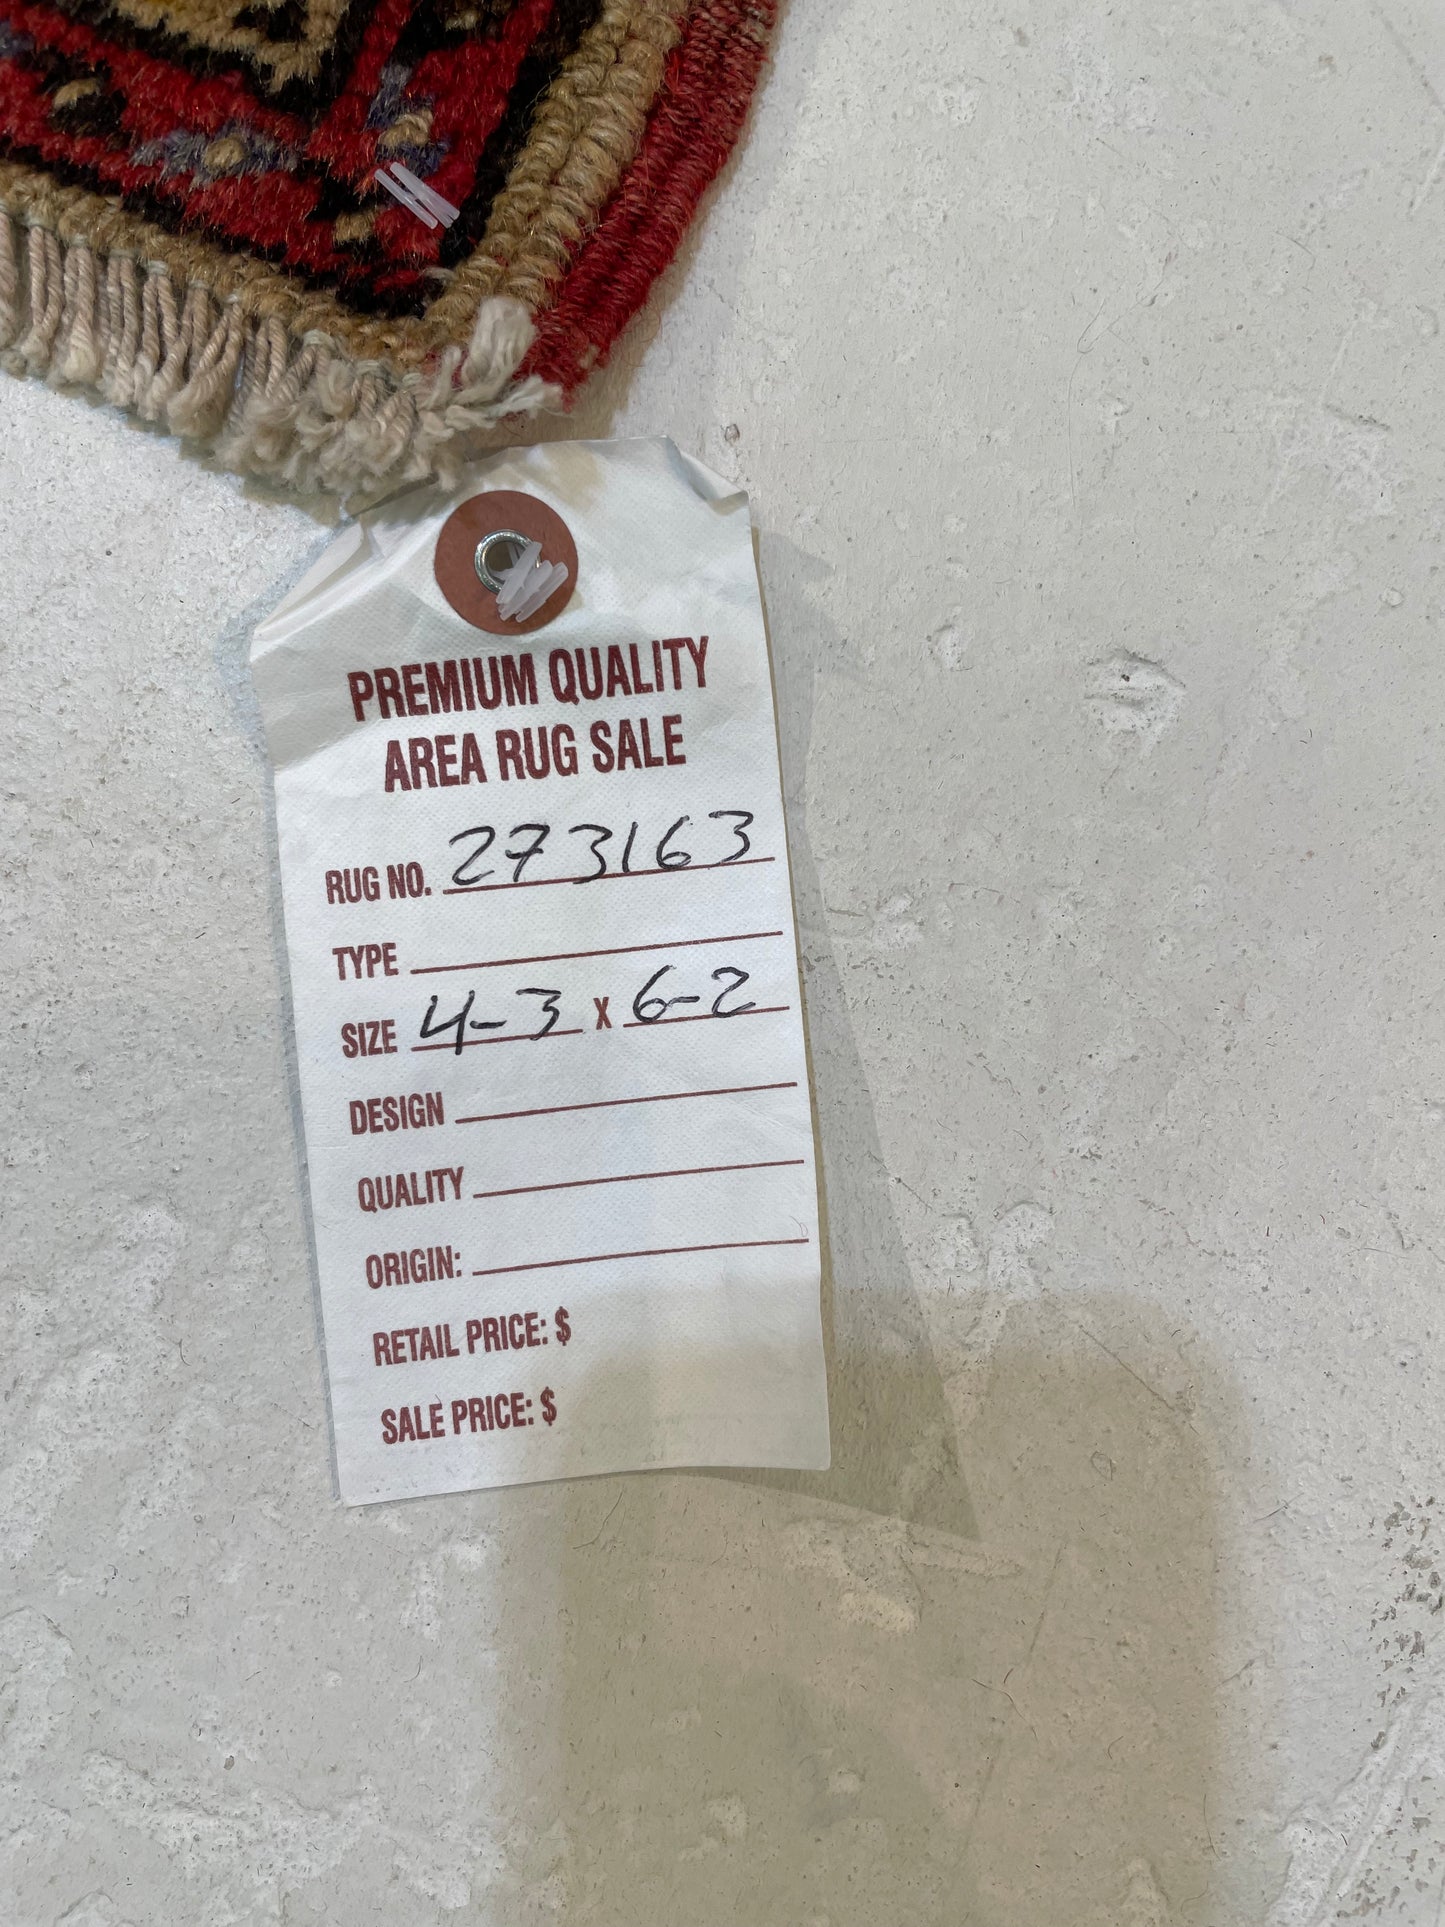 PREMIUM QUALITY
AREA RUG SALE
RUG NO. 273163
TYPE
SIZE 4-3 X 6-2
DESIGN
QUALITY
ORIGIN:
RETAIL PRICE: $
SALE PRICE: $